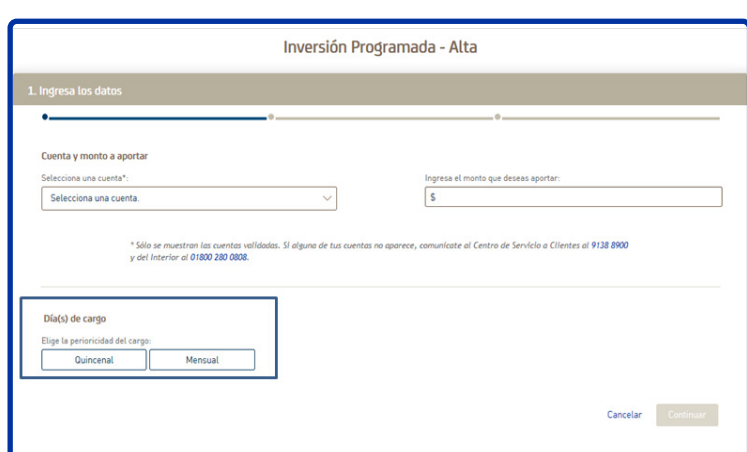 Inversión Programada - Alta
1. Ingresa los datos
Cuenta y monto a aportar
Selecciona una cuenta*:
Selecciona una cuenta.
Ingresa el monto que deseas aportar:
$
* Sólo se muestran las cuentas validadas. Si alguna de tus cuentas no aparece, comunícate al Centro de Servicio a Clientes al 9138 8900
y del Interior al 01800 280 0808.
Día(s) de cargo
Elige la perioricidad del cargo:
Quincenal
Mensual
Cancelar
Continuar